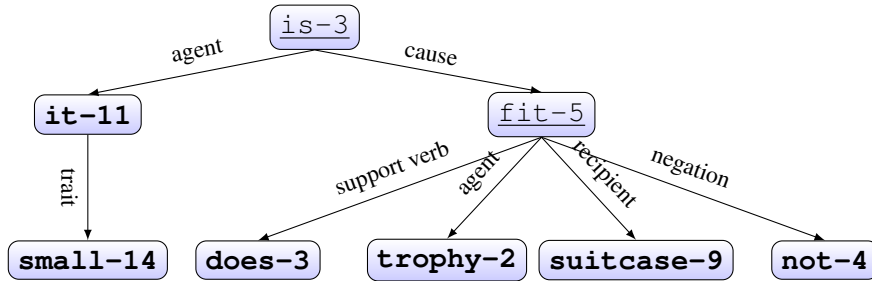 is-3
agent
cause
it-11
fit-5
trait
support verb
agent
recipient
negation
small-14
does-3
trophy-2
suitcase-9
not-4